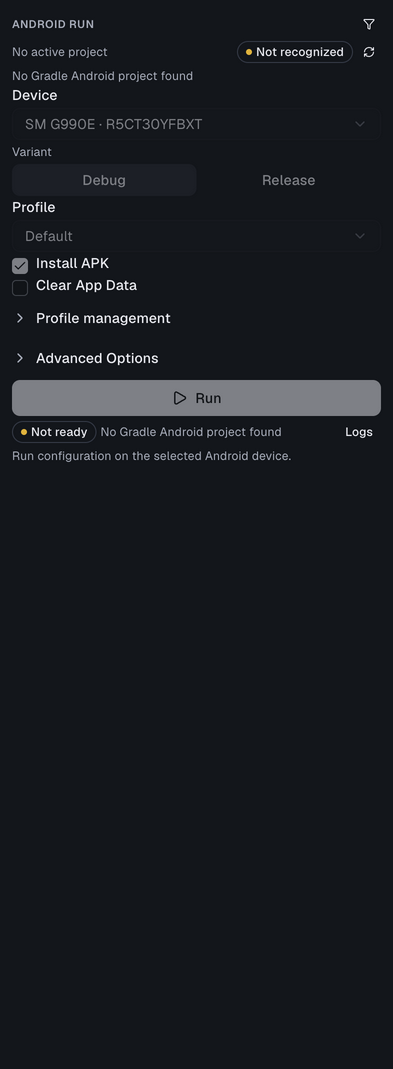 ANDROID RUN
No active project
Not recognized
No Gradle Android project found
Device
SM G990E · R5CT30YFBXT
Variant
Debug
Release
Profile
Default
Install APK
Clear App Data
Profile management
Advanced Options
Run
Not ready
No Gradle Android project found
Logs
Run configuration on the selected Android device.